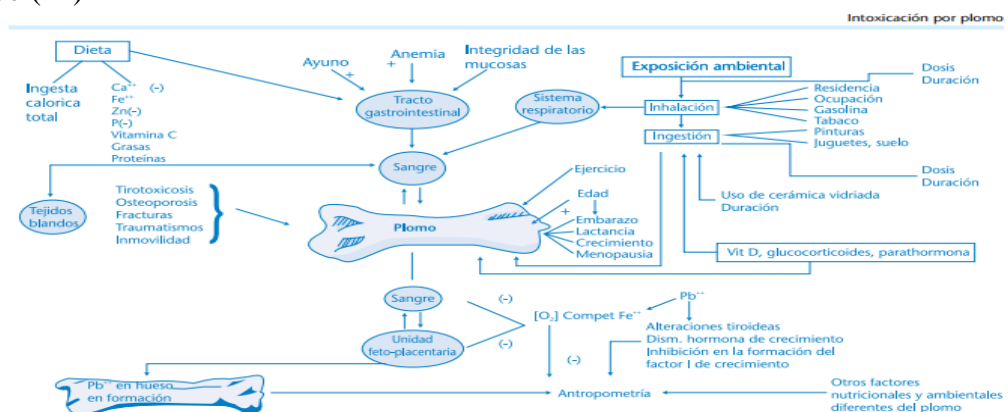 Intoxicación por plomo
Dieta
Ingesta
calorica
total
Ca⁺⁺ (-)
Fe⁺⁺
Zn(-)
P(-)
Vitamina C
Grasas
Proteínas
Ayuno
+
Anemia
+
Integridad de las
mucosas
Tracto
gastrointestinal
Sistema
respiratorio
Exposición ambiental
Inhalación
Ingestión
Dosis
Duración
Residencia
Ocupación
Gasolina
Tabaco
Pinturas
Juguetes, suelo
Dosis
Duración
Uso de cerámica vidriada
Duración
Vit D, glucocorticoides, parathormona
Sangre
Tejidos
blandos
Tirotoxicosis
Osteoporosis
Fracturas
Traumatismos
Inmovilidad
Plomo
Ejercicio
Edad
+
Embarazo
Lactancia
Crecimiento
Menopausia
Sangre
(-)
Unidad
feto-placentaria
(-)
[O₂] Compet Fe⁺⁺
Pb⁺⁺
Alteraciones tiroideas
Dism. hormona de crecimiento
Inhibición en la formación del
factor I de crecimiento
(-)
Pb⁺⁺ en hueso
en formación
Antropometría
Otros factores
nutricionales y ambientales
diferentes del plomo